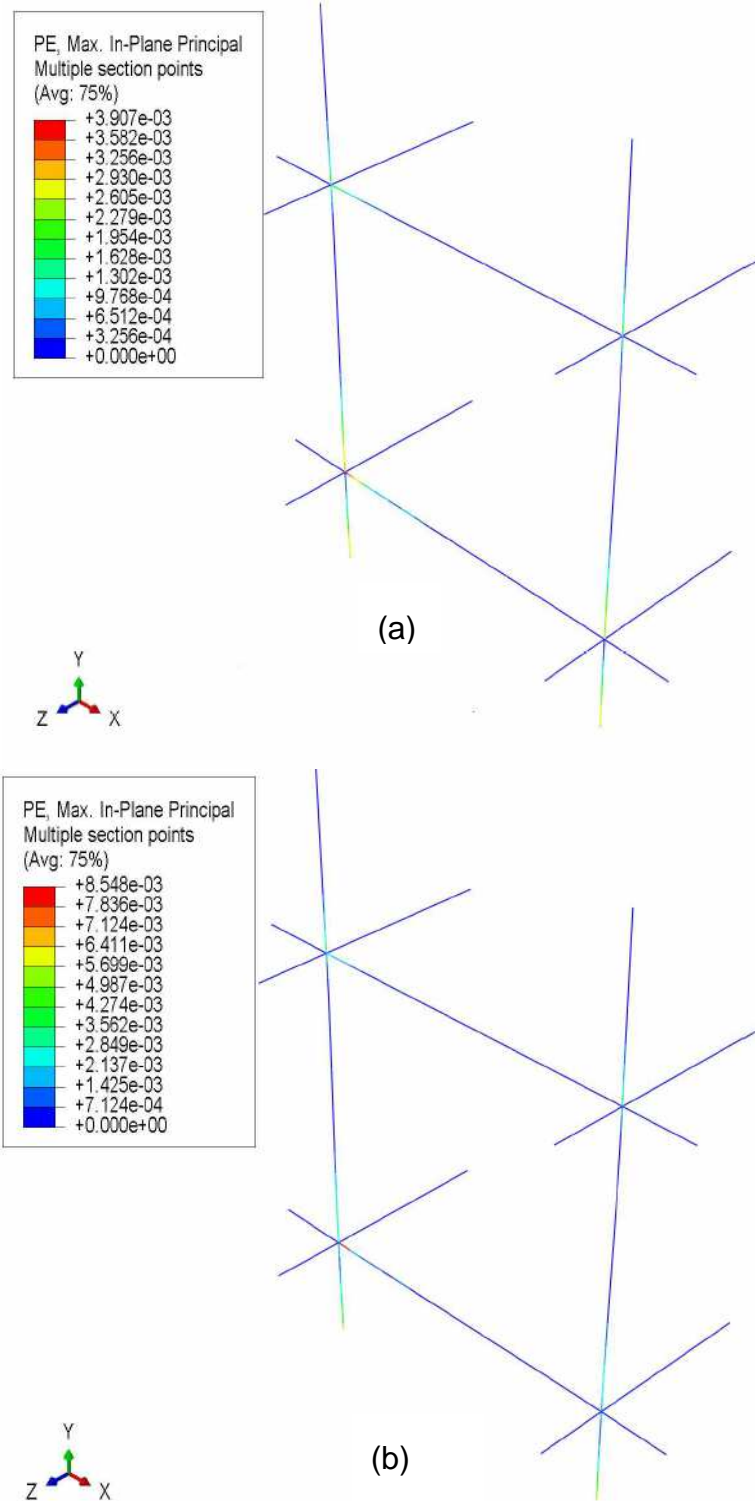 PE, Max. In-Plane Principal
Multiple section points
(Avg: 75%)
+3.907e-03
+3.582e-03
+3.256e-03
+2.930e-03
+2.605e-03
+2.279e-03
+1.954e-03
+1.628e-03
+1.302e-03
+9.768e-04
+6.512e-04
+3.256e-04
+0.000e+00
(a)
Y
Z X
PE, Max. In-Plane Principal
Multiple section points
(Avg: 75%)
+8.548e-03
+7.836e-03
+7.124e-03
+6.411e-03
+5.699e-03
+4.987e-03
+4.274e-03
+3.562e-03
+2.849e-03
+2.137e-03
+1.425e-03
+7.124e-04
+0.000e+00
(b)
Y
Z X